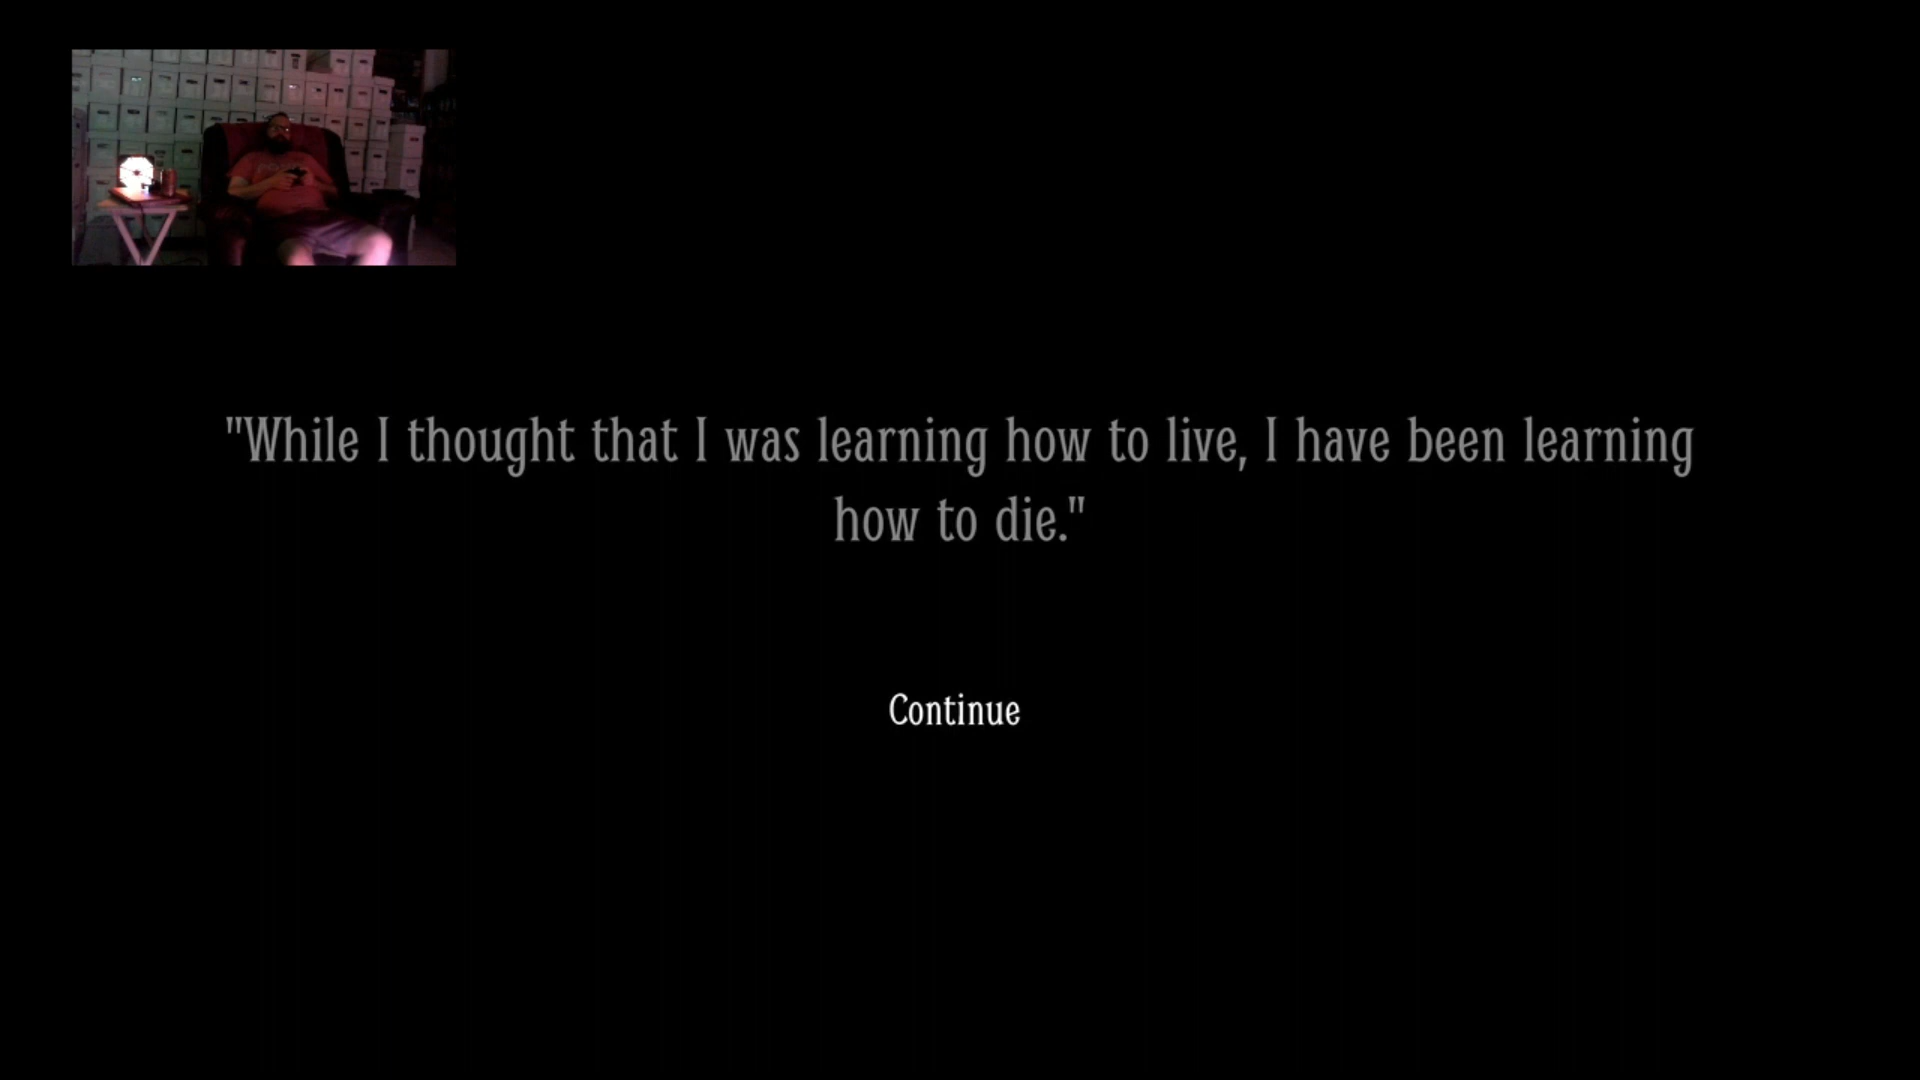 "While I thought that I was learning how to live, I have been learning
how to die."
Continue